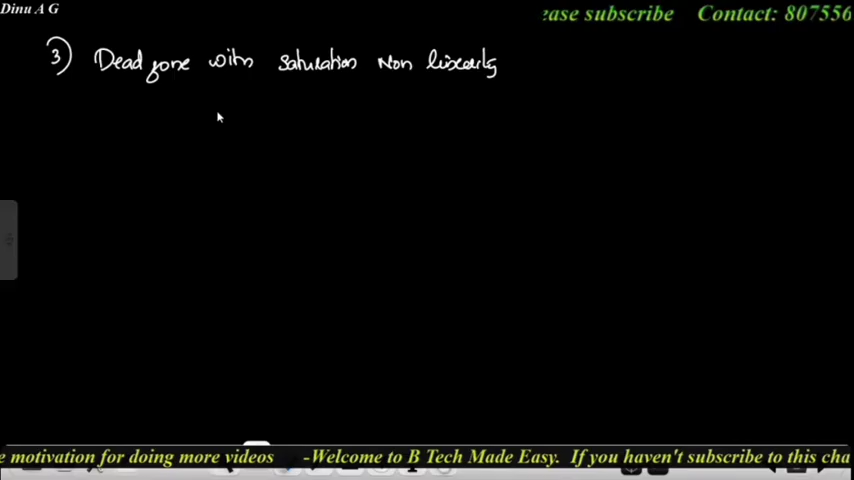 Dinu A G
ease subscribe Contact: 807556
3) Dead zone with saturation Non linearity
e motivation for doing more videos -Welcome to B Tech Made Easy. If you haven't subscribe to this cha